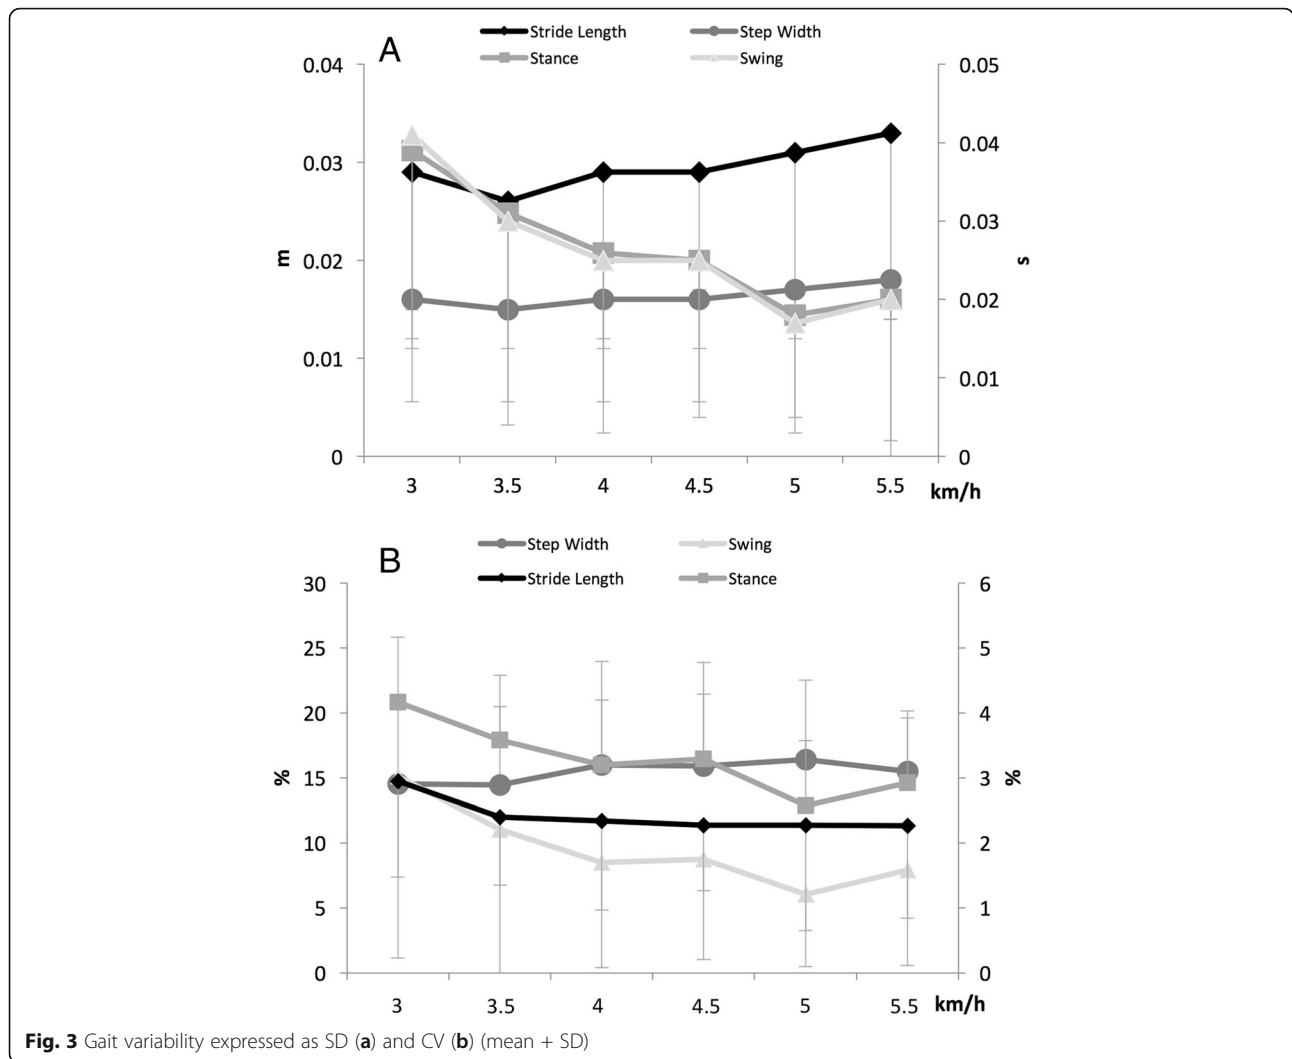 A
Stride Length Step Width
Stance Swing
0.04 0.05
0.04
0.03
0.03
m 0.02 s
0.02
0.01
0.01
0 0
3 3.5 4 4.5 5 5.5 km/h
B
Step Width Swing
Stride Length Stance
30 6
25 5
20 4
% 15 3 %
10 2
5 1
0 0
3 3.5 4 4.5 5 5.5 km/h
Fig. 3 Gait variability expressed as SD (a) and CV (b) (mean + SD)